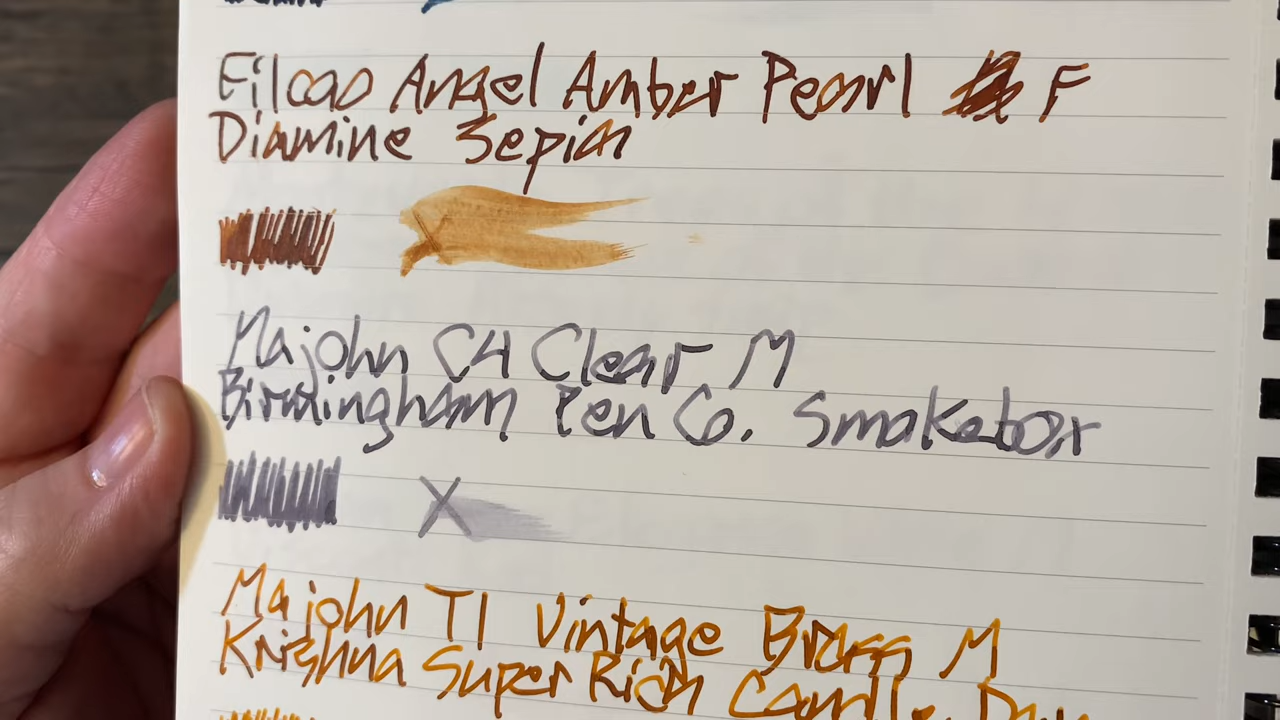 Filcao Angel Amber Pearl F
Diamine Sepia
Majohn C4 Clear M
Birmingham Pen Co. Smokebox
Majohn T1 Vintage Brass M
Krishna Super Rich Candle